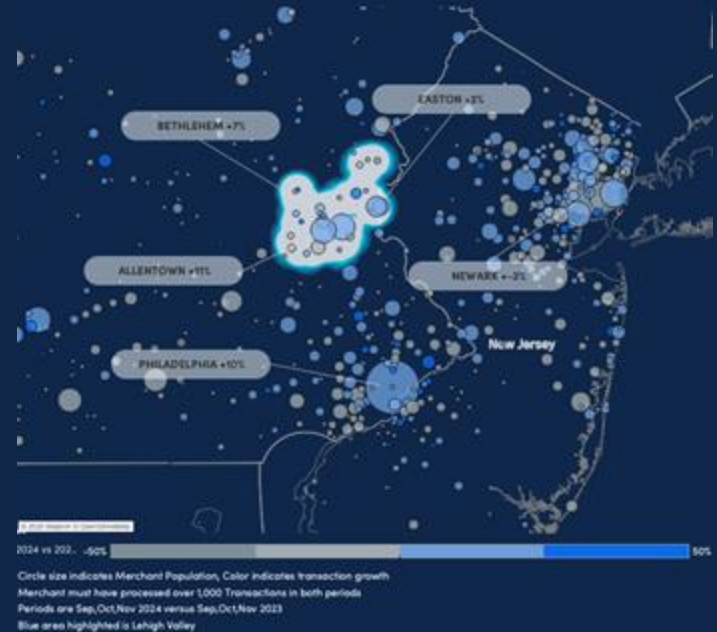 EASTON +3%
BETHLEHEM +7%
ALLENTOWN +11%
NEWARK +-2%
New Jersey
PHILADELPHIA +10%
2024 vs 202.. -50%
50%
Circle size indicates Merchant Population, Color indicates transaction growth
Merchant must have processed over 1,000 Transactions in both periods
Periods are Sep,Oct,Nov 2024 versus Sep,Oct,Nov 2023
Blue area highlighted is Lehigh Valley